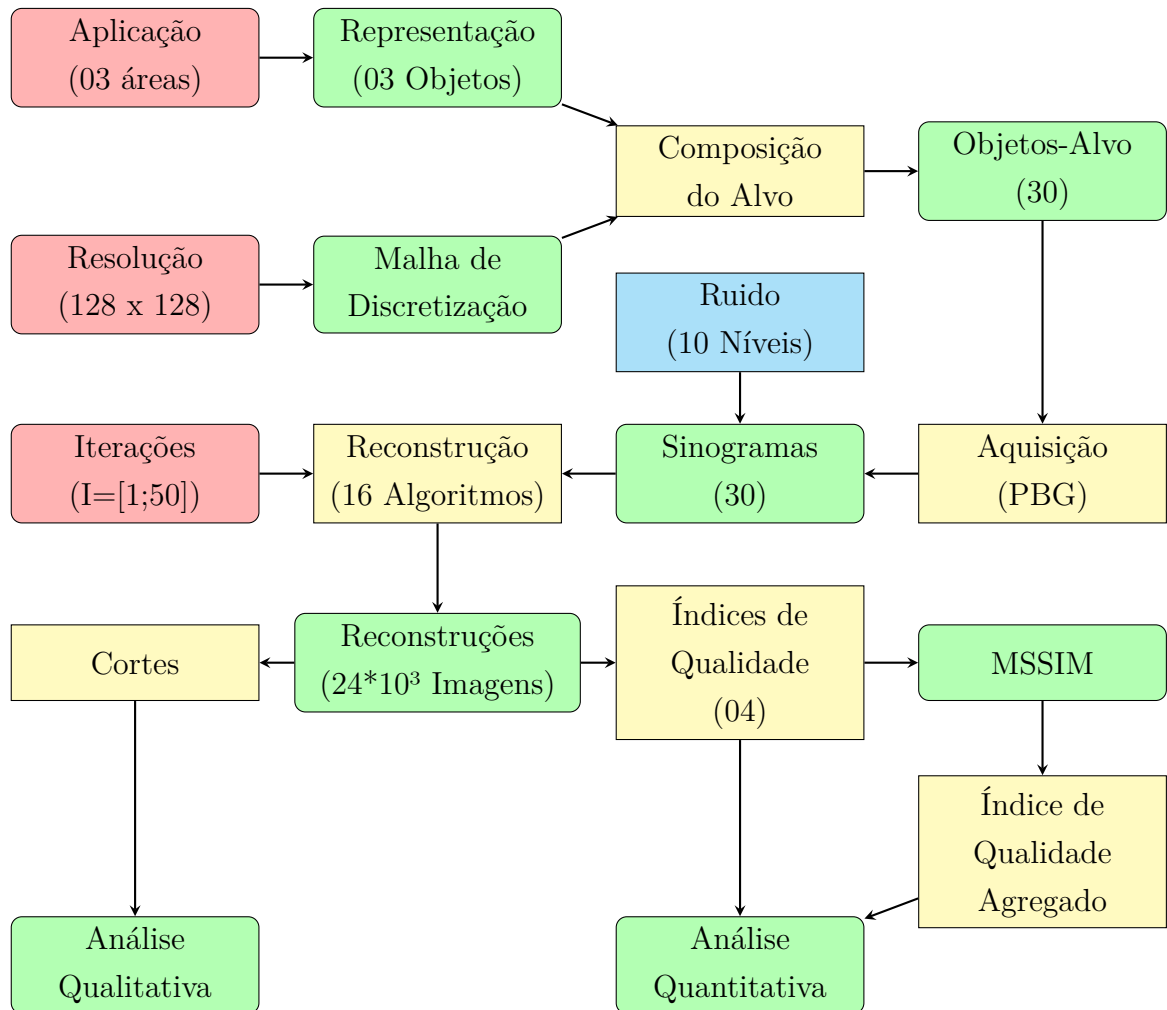 Aplicação
(03 áreas)
Representação
(03 Objetos)
Composição
do Alvo
Objetos-Alvo
(30)
Resolução
(128 x 128)
Malha de
Discretização
Ruido
(10 Níveis)
Iterações
(I=[1;50])
Reconstrução
(16 Algoritmos)
Sinogramas
(30)
Aquisição
(PBG)
Cortes
Reconstruções
(24*10³ Imagens)
Índices de
Qualidade
(04)
MSSIM
Índice de
Qualidade
Agregado
Análise
Qualitativa
Análise
Quantitativa